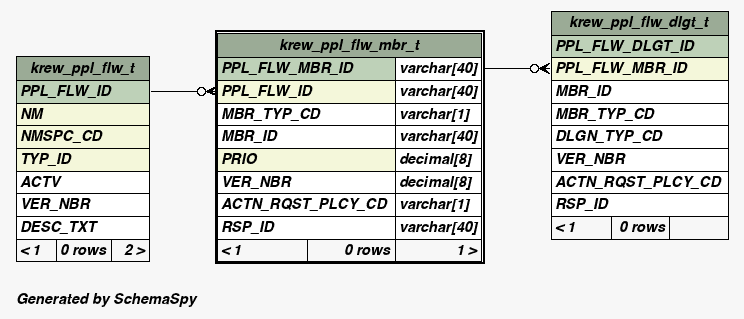 krew_ppl_flw_t
PPL_FLW_ID
NM
NMSPC_CD
TYP_ID
ACTV
VER_NBR
DESC_TXT
< 1 0 rows 2 >
krew_ppl_flw_mbr_t
PPL_FLW_MBR_ID varchar[40]
PPL_FLW_ID varchar[40]
MBR_TYP_CD varchar[1]
MBR_ID varchar[40]
PRIO decimal[8]
VER_NBR decimal[8]
ACTN_RQST_PLCY_CD varchar[1]
RSP_ID varchar[40]
< 1 0 rows 1 >
krew_ppl_flw_dlgt_t
PPL_FLW_DLGT_ID
PPL_FLW_MBR_ID
MBR_ID
MBR_TYP_CD
DLGN_TYP_CD
VER_NBR
ACTN_RQST_PLCY_CD
RSP_ID
< 1 0 rows
Generated by SchemaSpy